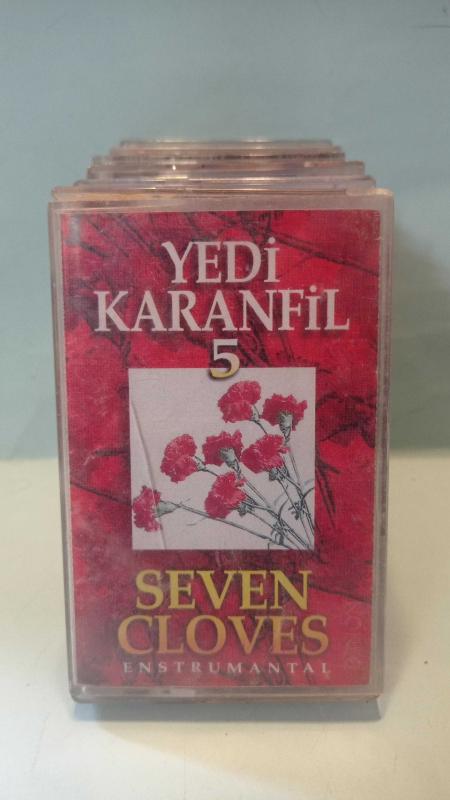 YEDİ
KARANFİL
5
SEVEN
CLOVES
ENSTRUMANTAL